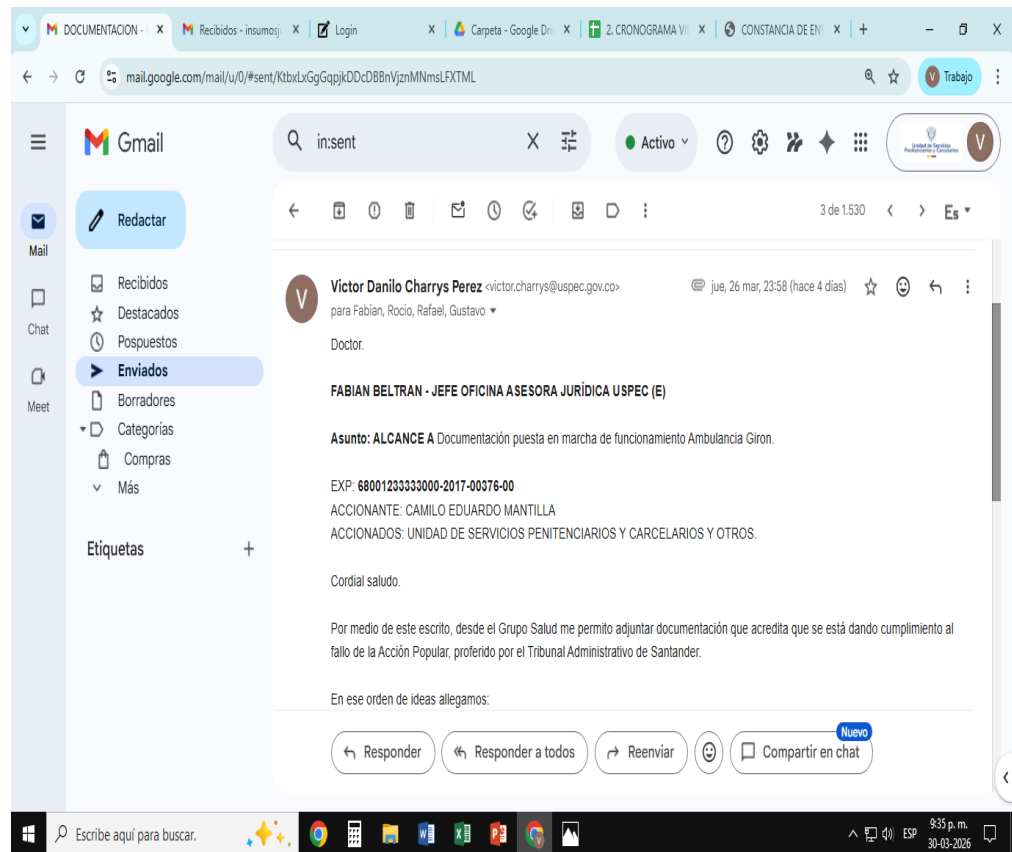 DOCUMENTACION -
Recibidos - insumosj
Login
Carpeta - Google Dri
2. CRONOGRAMA VIS
CONSTANCIA DE EN
mail.google.com/mail/u/0/#sent/KtbxLxGgGqpjkDDcDBBnVjznMNmsLFXTML
V Trabajo
Gmail
in:sent
Activo
Unidad de Servicios
Penitenciarios y Carcelarios
V
Redactar
3 de 1.530
Es
Mail
Chat
Meet
Recibidos
Destacados
Pospuestos
Enviados
Borradores
Categorías
Compras
Más
Etiquetas
V
Victor Danilo Charrys Perez <victor.charrys@uspec.gov.co>
jue, 26 mar, 23:58 (hace 4 días)
para Fabian, Rocio, Rafael, Gustavo
Doctor.
FABIAN BELTRAN - JEFE OFICINA ASESORA JURÍDICA USPEC (E)
Asunto: ALCANCE A Documentación puesta en marcha de funcionamiento Ambulancia Giron.
EXP: 68001233333000-2017-00376-00
ACCIONANTE: CAMILO EDUARDO MANTILLA
ACCIONADOS: UNIDAD DE SERVICIOS PENITENCIARIOS Y CARCELARIOS Y OTROS.
Cordial saludo.
Por medio de este escrito, desde el Grupo Salud me permito adjuntar documentación que acredita que se está dando cumplimiento al
fallo de la Acción Popular, proferido por el Tribunal Administrativo de Santander.
En ese orden de ideas allegamos:
Responder
Responder a todos
Reenviar
Compartir en chat
Nuevo
Escribe aquí para buscar.
ESP
9:35 p. m.
30-03-2026